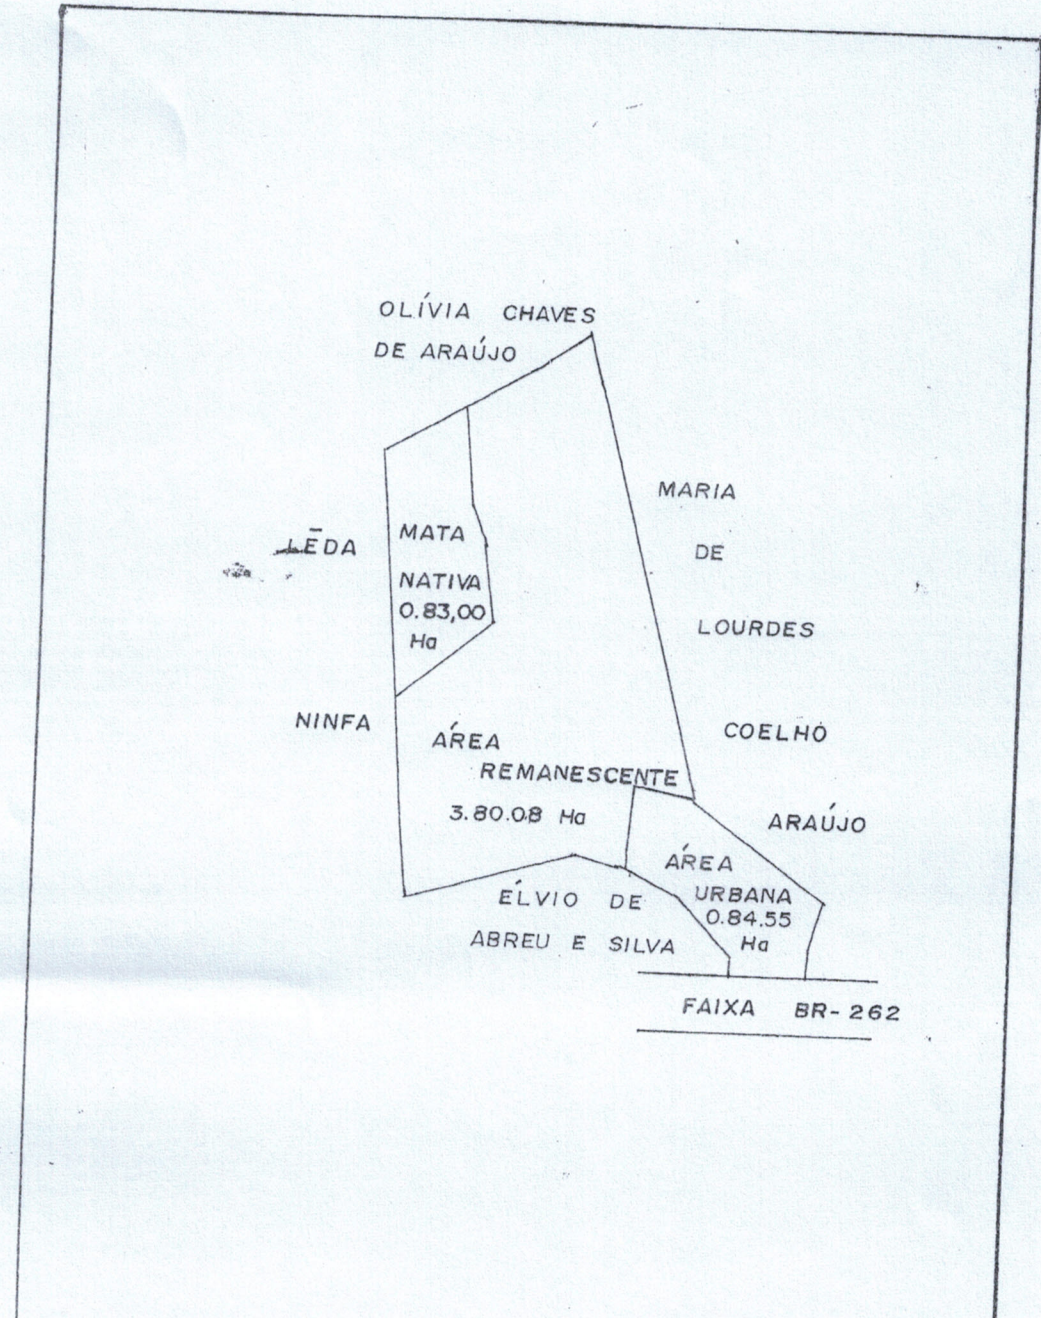 OLÍVIA CHAVES
DE ARAÚJO
MARIA
DE
LOURDES
COELHO
ARAÚJO
LÉDA
NINFA
MATA
NATIVA
0.83,00
Ha
ÁREA
REMANESCENTE
3.80.08 Ha
ÁREA
URBANA
0.84.55
Ha
ÉLVIO DE
ABREU E SILVA
FAIXA BR-262